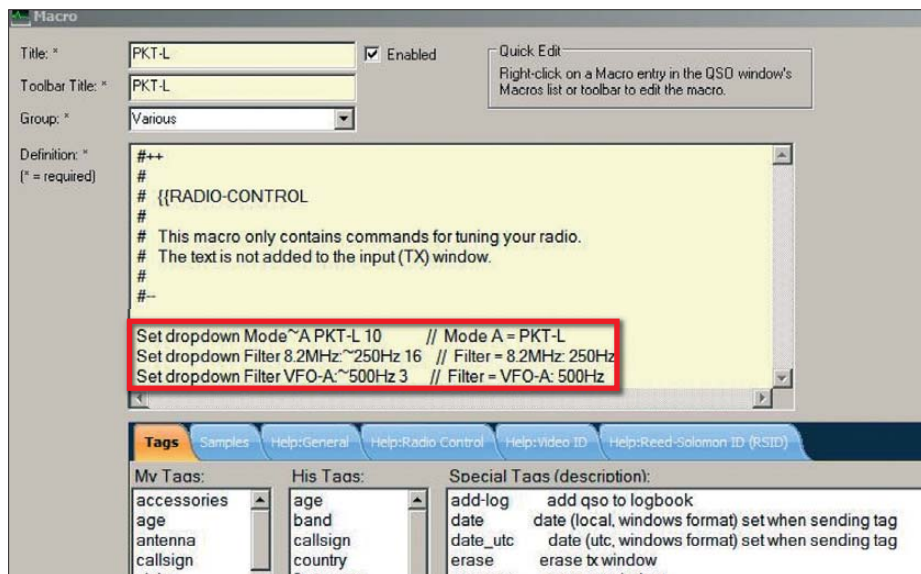 Macro
Title: *
PKT-L
Enabled
Quick Edit
Right-click on a Macro entry in the QSO window's
Macros list or toolbar to edit the macro.
Toolbar Title: *
PKT-L
Group: *
Various
Definition: *
(* = required)
#++
#
# {{RADIO-CONTROL
#
# This macro only contains commands for tuning your radio.
# The text is not added to the input (TX) window.
#
#--
Set dropdown Mode~A PKT-L 10 // Mode A = PKT-L
Set dropdown Filter 8.2MHz:~250Hz 16 // Filter = 8.2MHz: 250Hz
Set dropdown Filter VFO-A:~500Hz 3 // Filter = VFO-A: 500Hz
Tags Samples Help:General Help:Radio Control Help:Video ID Help:Reed-Solomon ID (RSID)
My Tags: His Tags: Special Tags (description):
accessories age add-log add qso to logbook
age band date date (local, windows format) set when sending tag
antenna callsign date_utc date (utc, windows format) set when sending tag
callsign country erase erase tx window